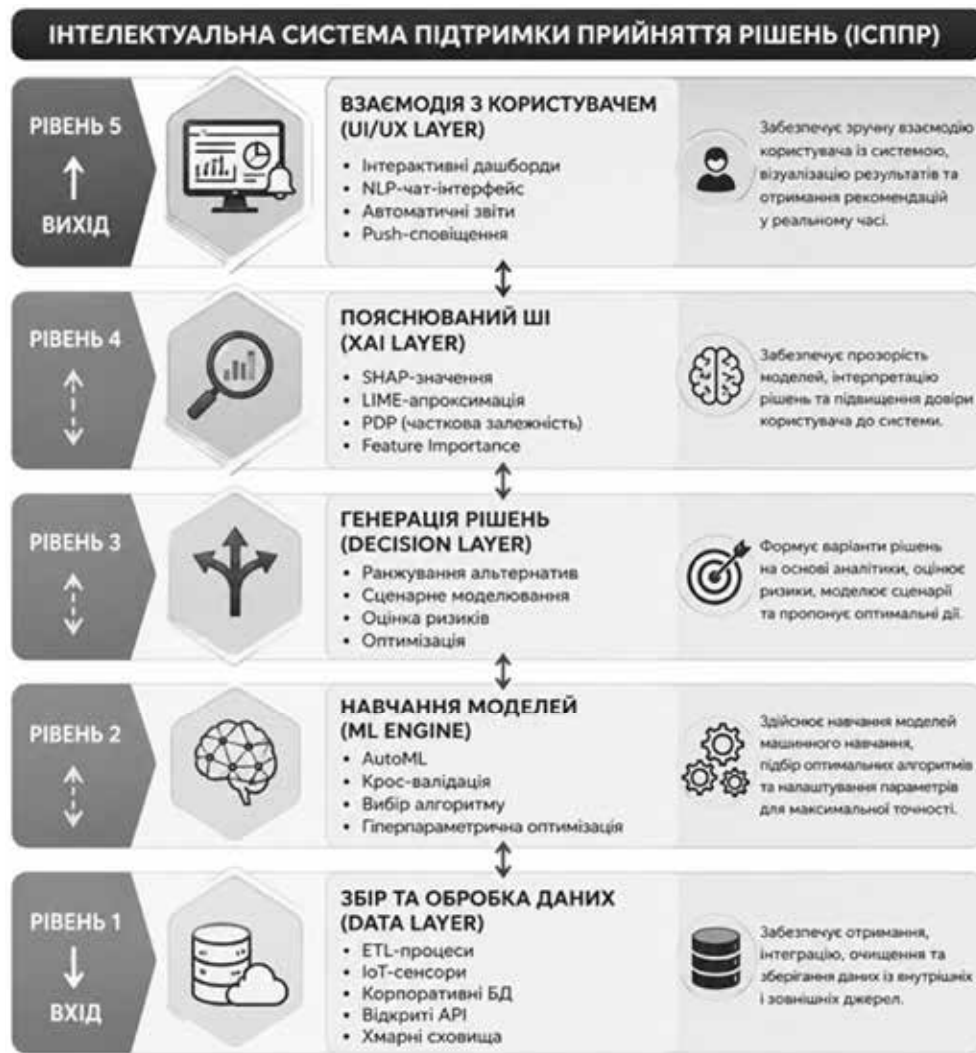 ІНТЕЛЕКТУАЛЬНА СИСТЕМА ПІДТРИМКИ ПРИЙНЯТТЯ РІШЕНЬ (ІСППР)
РІВЕНЬ 5
ВИХІД
ВЗАЄМОДІЯ З КОРИСТУВАЧЕМ
(UI/UX LAYER)
• Інтерактивні дашборди
• NLP-чат-інтерфейс
• Автоматичні звіти
• Push-сповіщення
Забезпечує зручну взаємодію
користувача із системою,
візуалізацію результатів та
отримання рекомендацій
у реальному часі.
РІВЕНЬ 4
ПОЯСНЮВАНИЙ ШІ
(XAI LAYER)
• SHAP-значення
• LIME-апроксимація
• PDP (часткова залежність)
• Feature Importance
Забезпечує прозорість
моделей, інтерпретацію
рішень та підвищення довіри
користувача до системи.
РІВЕНЬ 3
ГЕНЕРАЦІЯ РІШЕНЬ
(DECISION LAYER)
• Ранжування альтернатив
• Сценарне моделювання
• Оцінка ризиків
• Оптимізація
Формує варіанти рішень
на основі аналітики, оцінює
ризики, моделює сценарії
та пропонує оптимальні дії.
РІВЕНЬ 2
НАВЧАННЯ МОДЕЛЕЙ
(ML ENGINE)
• AutoML
• Крос-валідація
• Вибір алгоритму
• Гіперпараметрична оптимізація
Здійснює навчання моделей
машинного навчання,
підбір оптимальних алгоритмів
та налаштування параметрів
для максимальної точності.
РІВЕНЬ 1
ВХІД
ЗБІР ТА ОБРОБКА ДАНИХ
(DATA LAYER)
• ETL-процеси
• IoT-сенсори
• Корпоративні БД
• Відкриті API
• Хмарні сховища
Забезпечує отримання,
інтеграцію, очищення та
зберігання даних із внутрішніх
і зовнішніх джерел.